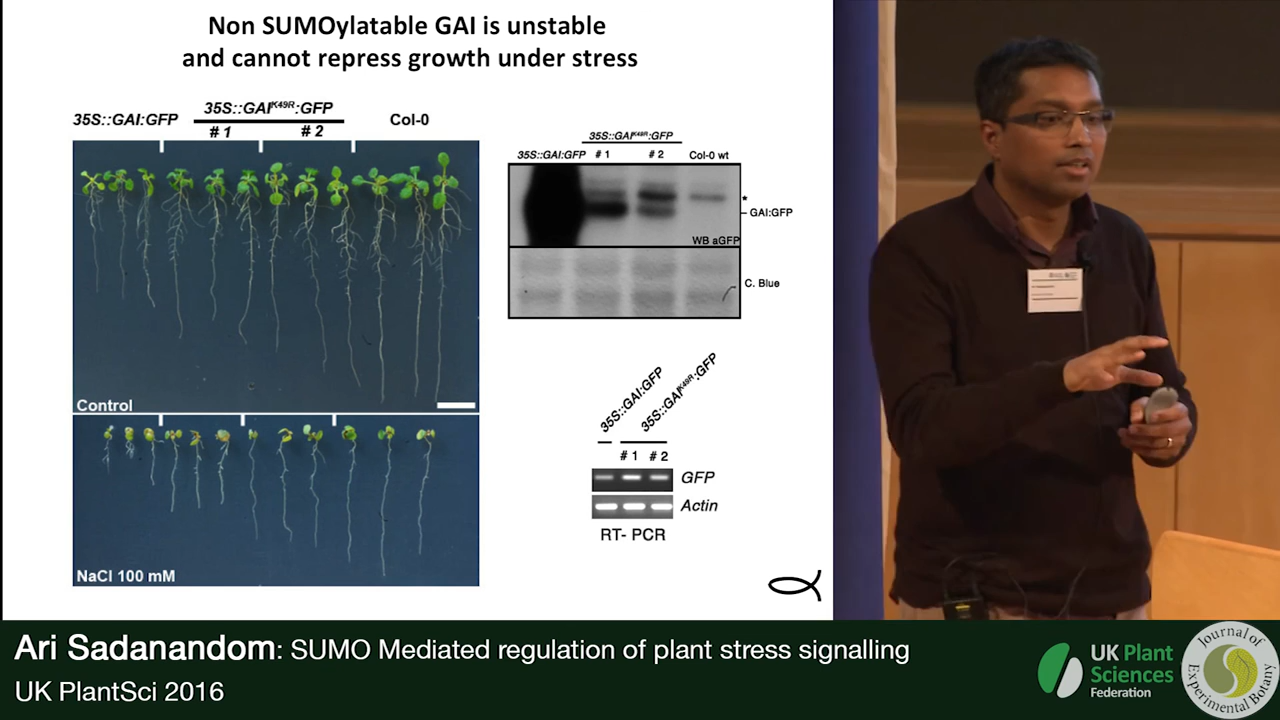 Non SUMOylatable GAI is unstable
and cannot repress growth under stress
35S::GAI:GFP
35S::GAI^K49R:GFP
# 1
# 2
Col-0
Control
NaCl 100 mM
35S::GAI^K49R:GFP
35S::GAI:GFP
# 1
# 2
Col-0 wt
*
GAI:GFP
WB aGFP
C. Blue
35S::GAI:GFP
35S::GAI^K49R:GFP
# 1
# 2
GFP
Actin
RT- PCR
Ari Sadanandom: SUMO Mediated regulation of plant stress signalling
UK PlantSci 2016
UK Plant
Sciences
Federation
Journal of
Experimental Botany